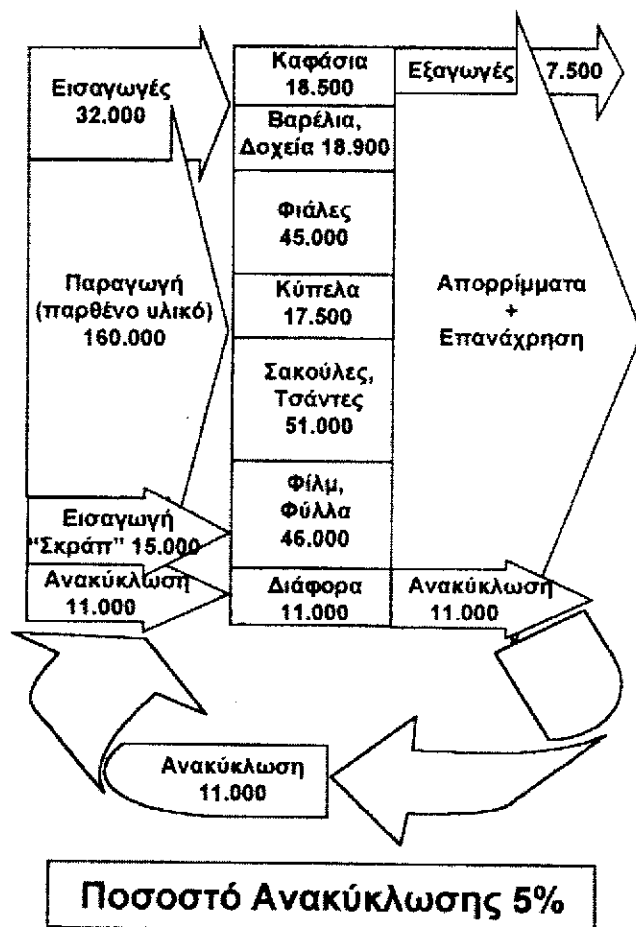 Εισαγωγές
32.000
Παραγωγή
(παρθένο υλικό)
160.000
Εισαγωγή
"Σκράπ" 15.000
Ανακύκλωση
11.000
Καφάσια
18.500
Βαρέλια,
Δοχεία 18.900
Φιάλες
45.000
Κύπελα
17.500
Σακούλες,
Τσάντες
51.000
Φίλμ,
Φύλλα
46.000
Διάφορα
11.000
Εξαγωγές 7.500
Απορρίμματα
+
Επανάχρηση
Ανακύκλωση
11.000
Ανακύκλωση
11.000
Ποσοστό Ανακύκλωσης 5%